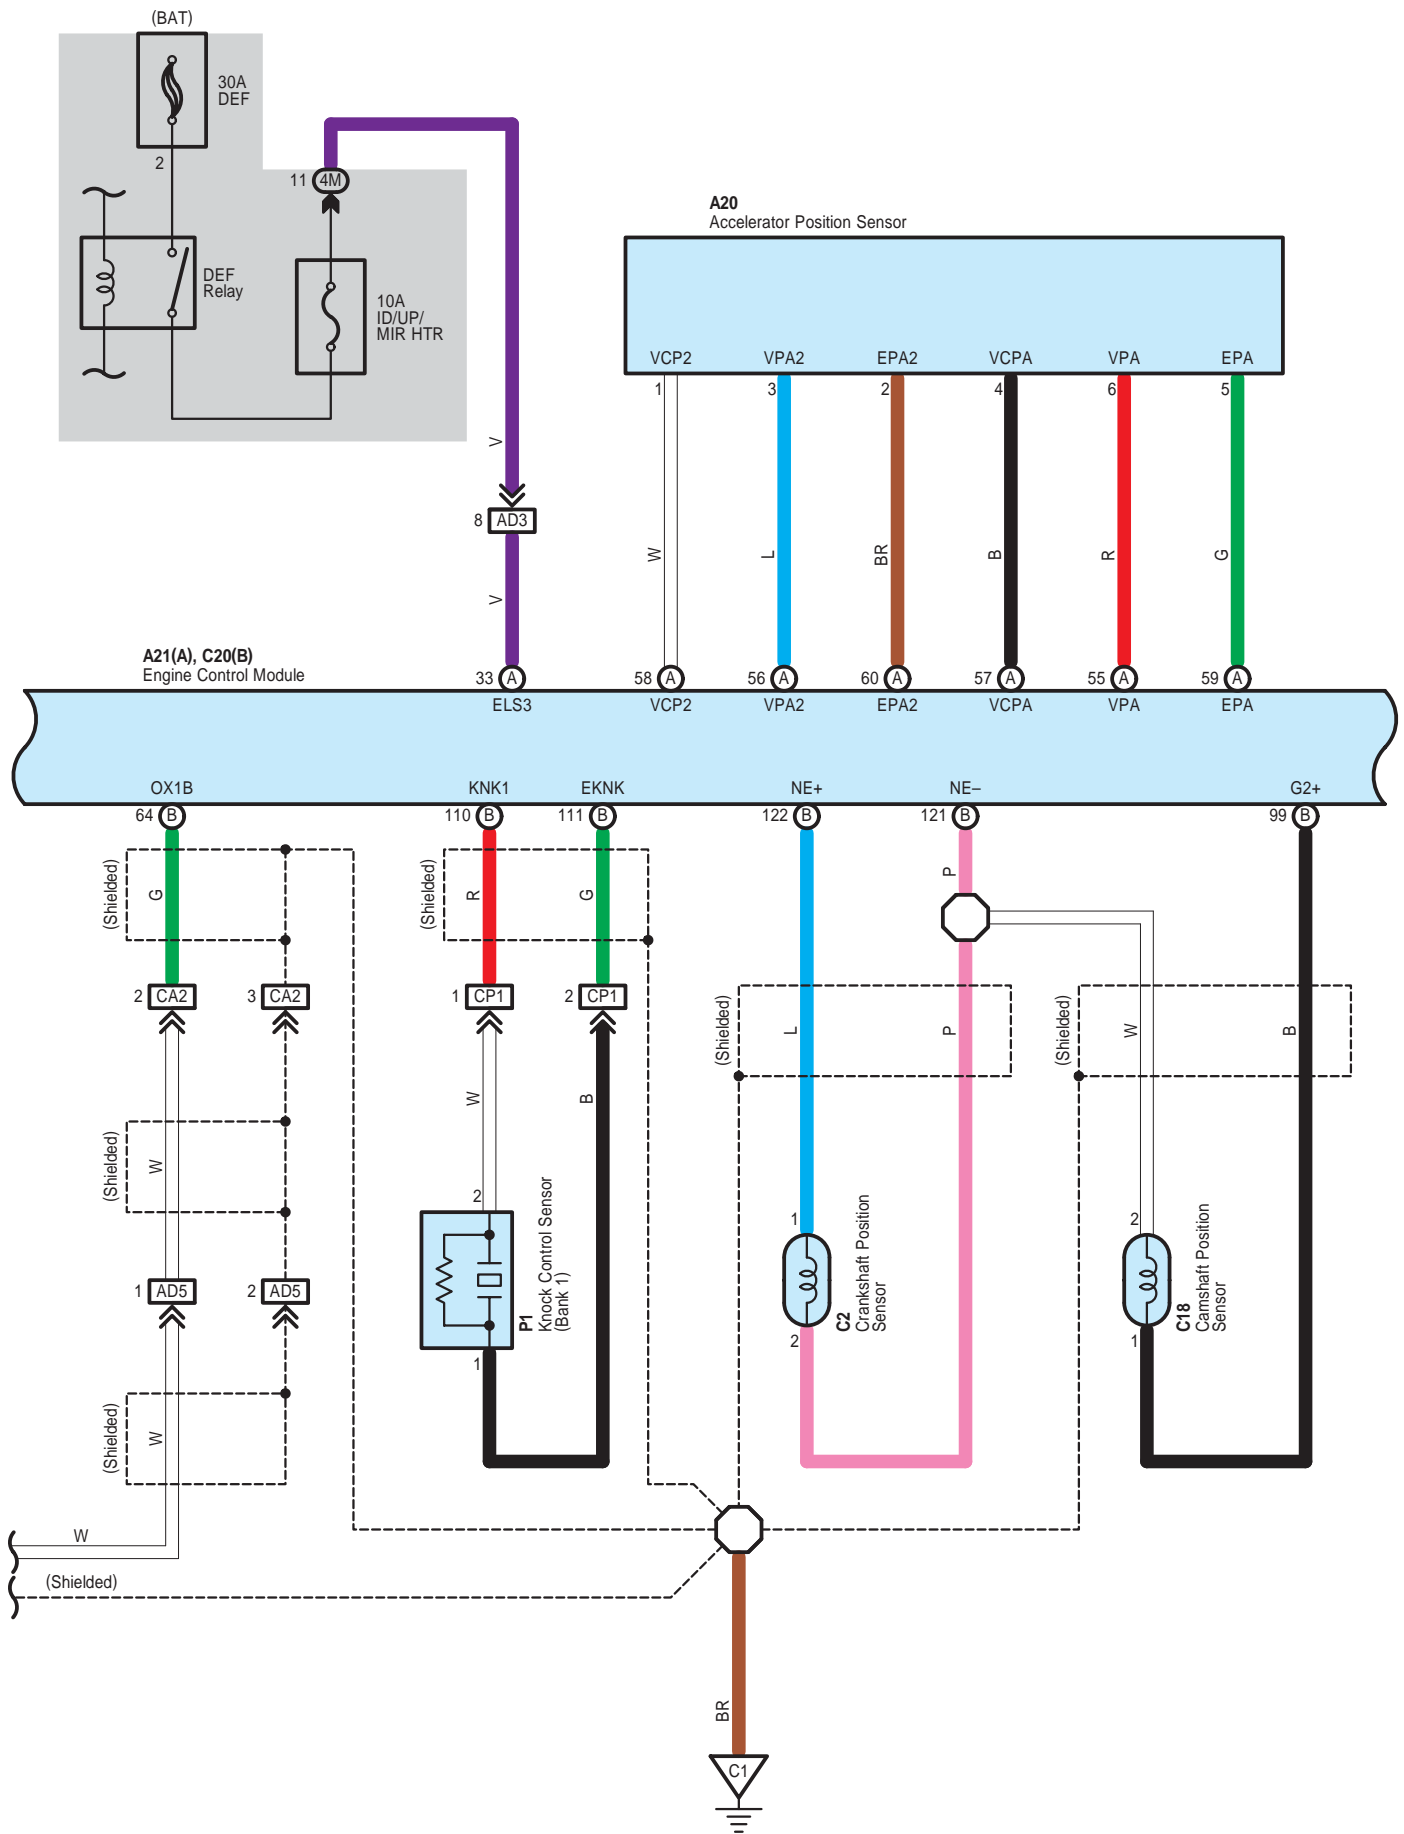 (BAT)
30A
DEF
2
11 4M
DEF
Relay
10A
ID/UP/
MIR HTR
V
8 AD3
V
A20
Accelerator Position Sensor
VCP2 VPA2 EPA2 VCPA VPA EPA
1 3 2 4 6 5
W L BR B R G
A21(A), C20(B)
Engine Control Module
33 A 58 A 56 A 60 A 57 A 55 A 59 A
ELS3 VCP2 VPA2 EPA2 VCPA VPA EPA
OX1B KNK1 EKNK NE+ NE– G2+
64 B 110 B 111 B 122 B 121 B 99 B
(Shielded) G (Shielded) R G P
2 CA2 3 CA2 1 CP1 2 CP1
(Shielded) L P (Shielded) W B
W B
(Shielded) W
2 1 2
1 AD5 2 AD5
P1
Knock Control Sensor
(Bank 1)
C2
Crankshaft Position
Sensor
C18
Camshaft Position
Sensor
1 2 1
(Shielded) W
W
(Shielded)
BR
C1